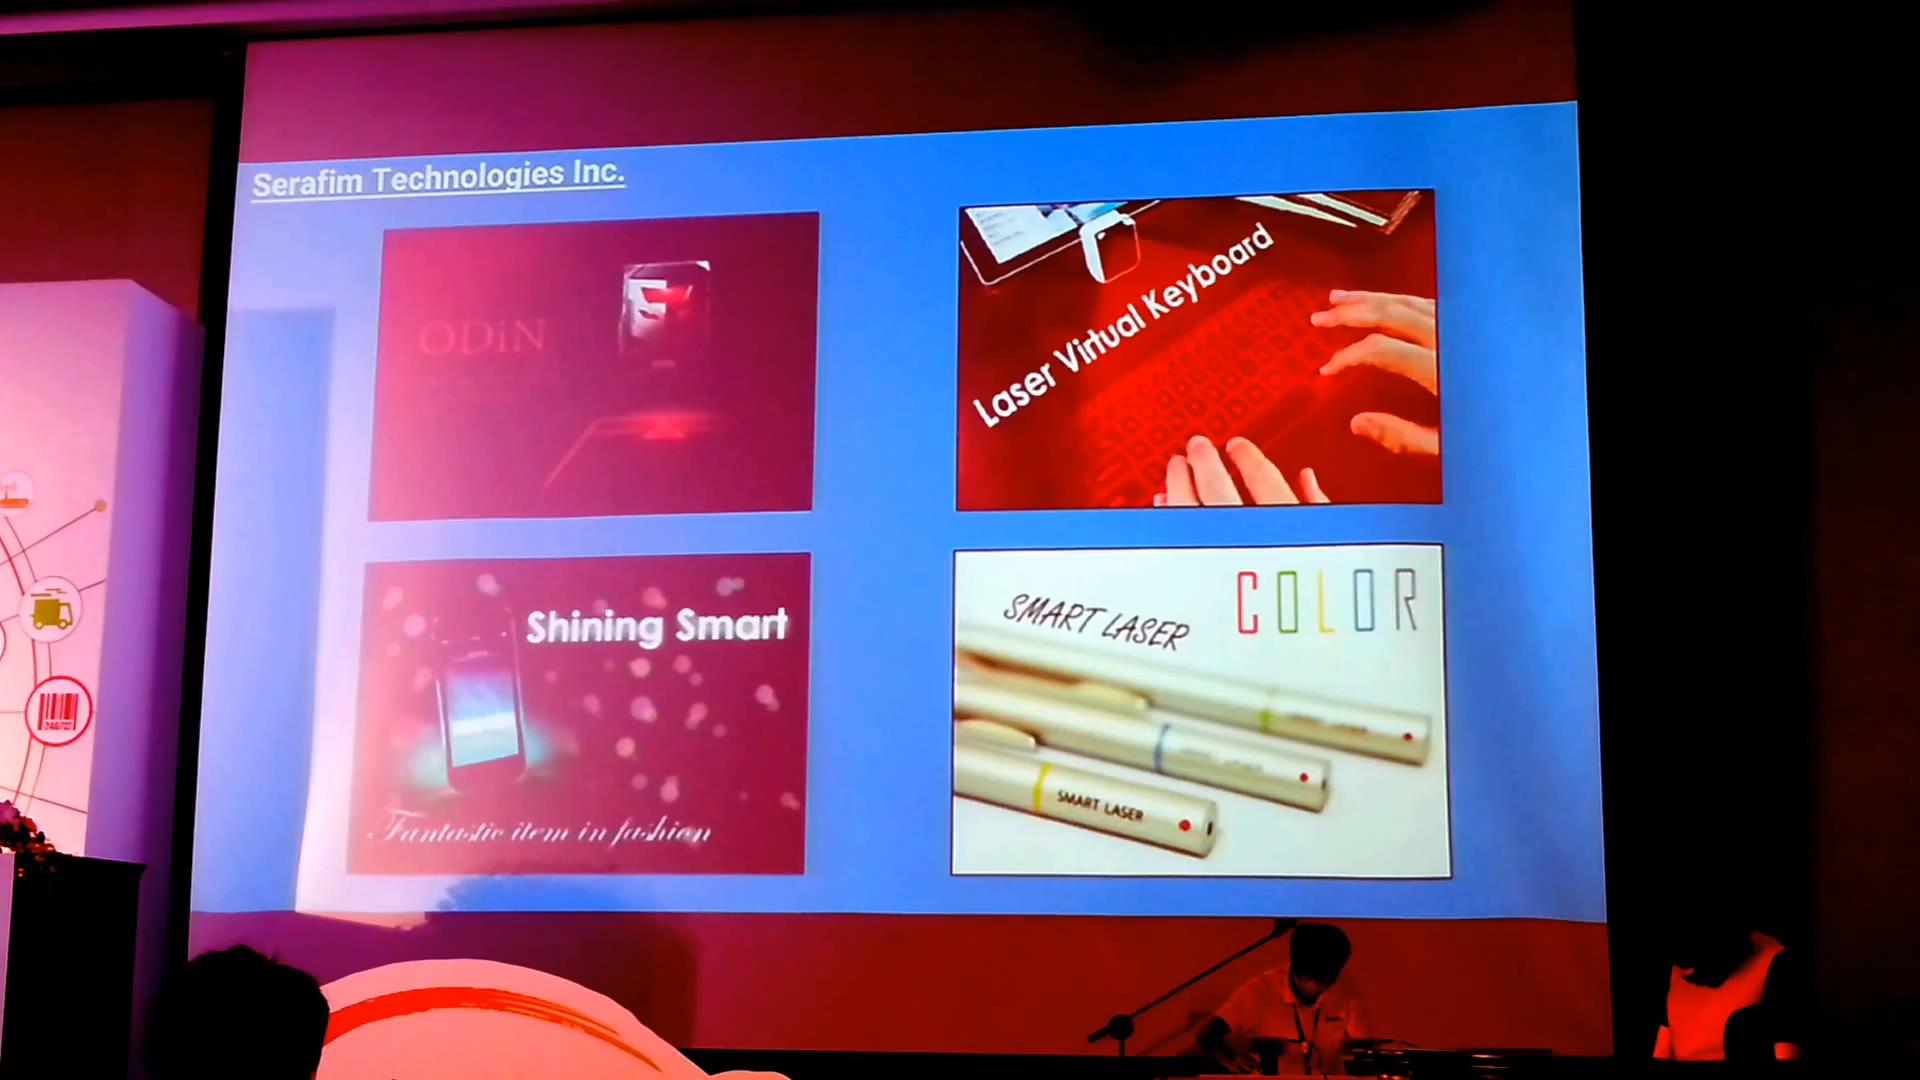 Serafim Technologies Inc.
ODiN
Laser Virtual Keyboard
Shining Smart
Fantastic item in fashion
SMART LASER
COLOR
SMART LASER